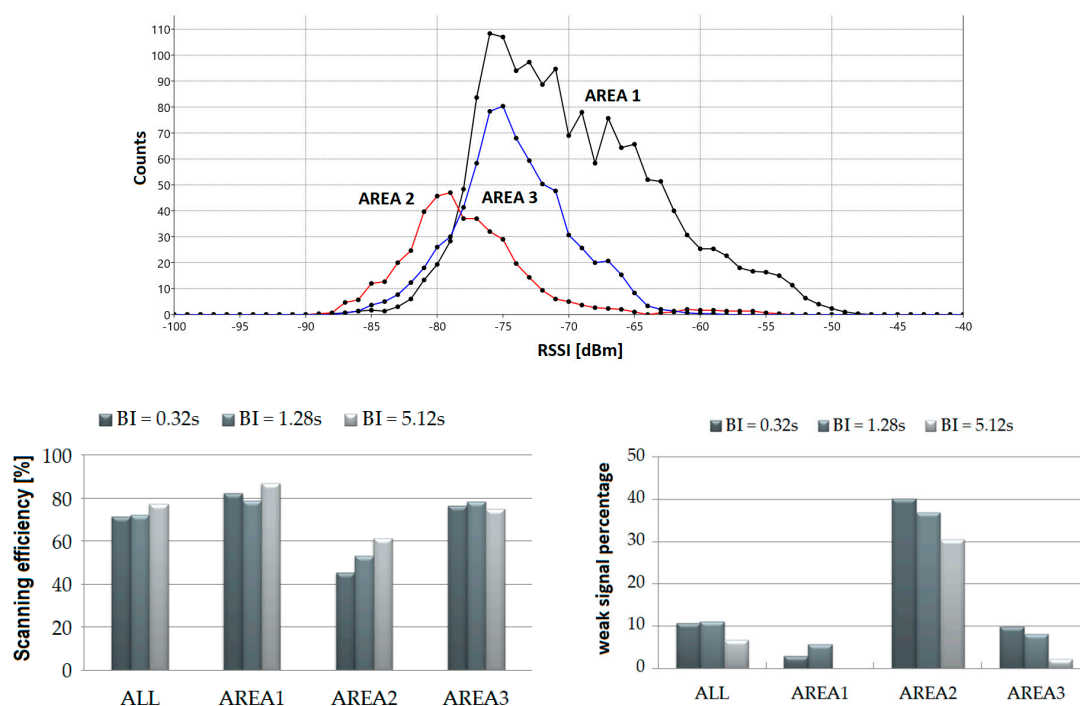 110
100
90
80
70
60
50
40
30
20
10
0
Counts
AREA 1
AREA 2
AREA 3
-100 -95 -90 -85 -80 -75 -70 -65 -60 -55 -50 -45 -40
RSSI [dBm]
BI = 0.32s BI = 1.28s BI = 5.12s
Scanning efficiency [%]
100
80
60
40
20
0
ALL AREA1 AREA2 AREA3
BI = 0.32s BI = 1.28s BI = 5.12s
weak signal percentage
50
40
30
20
10
0
ALL AREA1 AREA2 AREA3